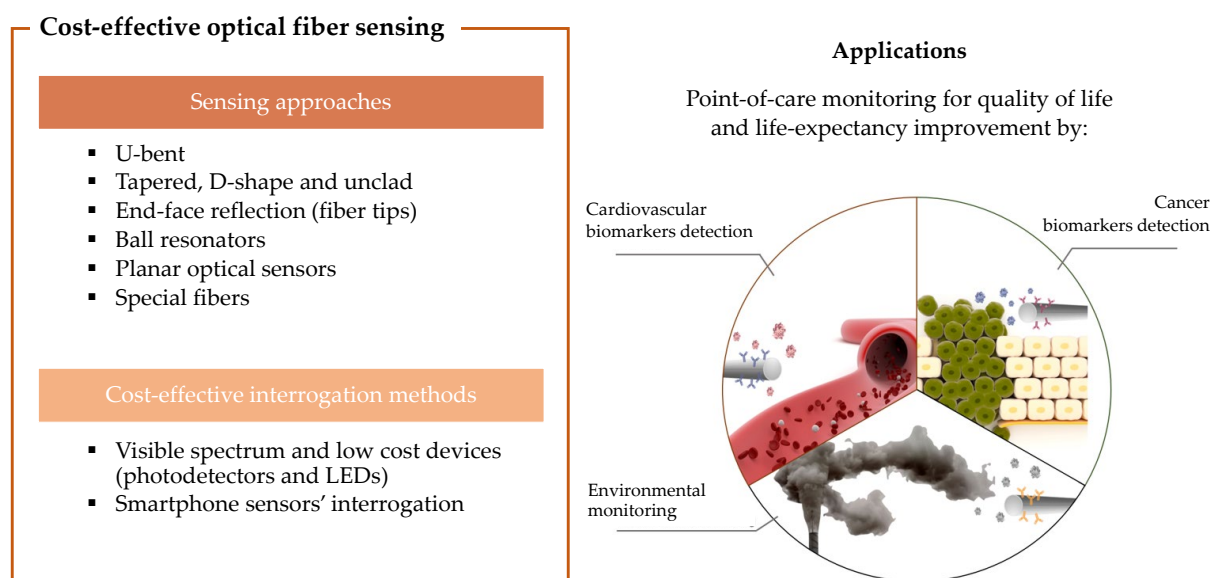 Cost-effective optical fiber sensing
Sensing approaches
▪ U-bent
▪ Tapered, D-shape and unclad
▪ End-face reflection (fiber tips)
▪ Ball resonators
▪ Planar optical sensors
▪ Special fibers
Cost-effective interrogation methods
▪ Visible spectrum and low cost devices
(photodetectors and LEDs)
▪ Smartphone sensors’ interrogation
Applications
Point-of-care monitoring for quality of life
and life-expectancy improvement by:
Cardiovascular
biomarkers detection
Cancer
biomarkers detection
Environmental
monitoring